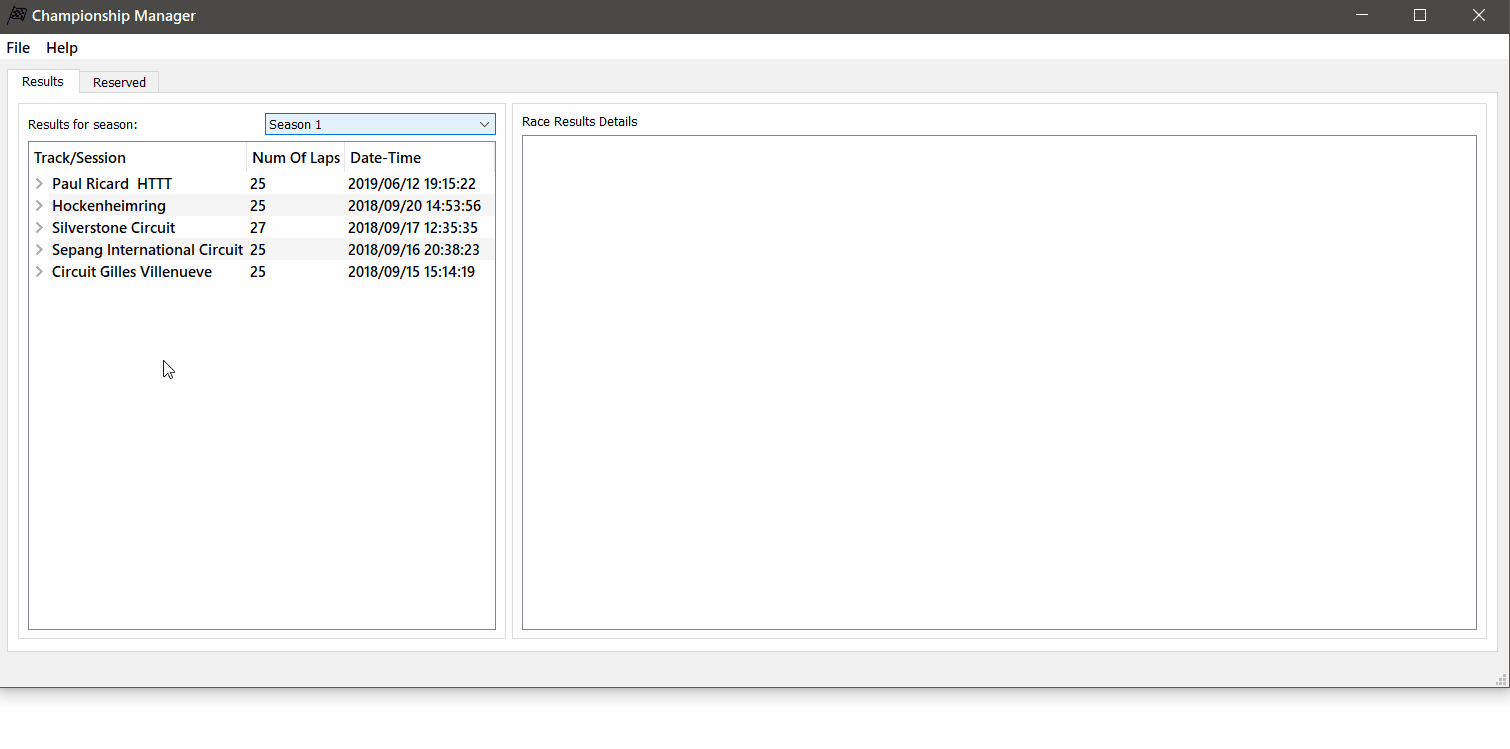 Championship Manager
File Help
Results Reserved
Results for season: Season 1
Track/Session Num Of Laps Date-Time
Paul Ricard  HTTT 25 2019/06/12 19:15:22
Hockenheimring 25 2018/09/20 14:53:56
Silverstone Circuit 27 2018/09/17 12:35:35
Sepang International Circuit 25 2018/09/16 20:38:23
Circuit Gilles Villenueve 25 2018/09/15 15:14:19
Race Results Details